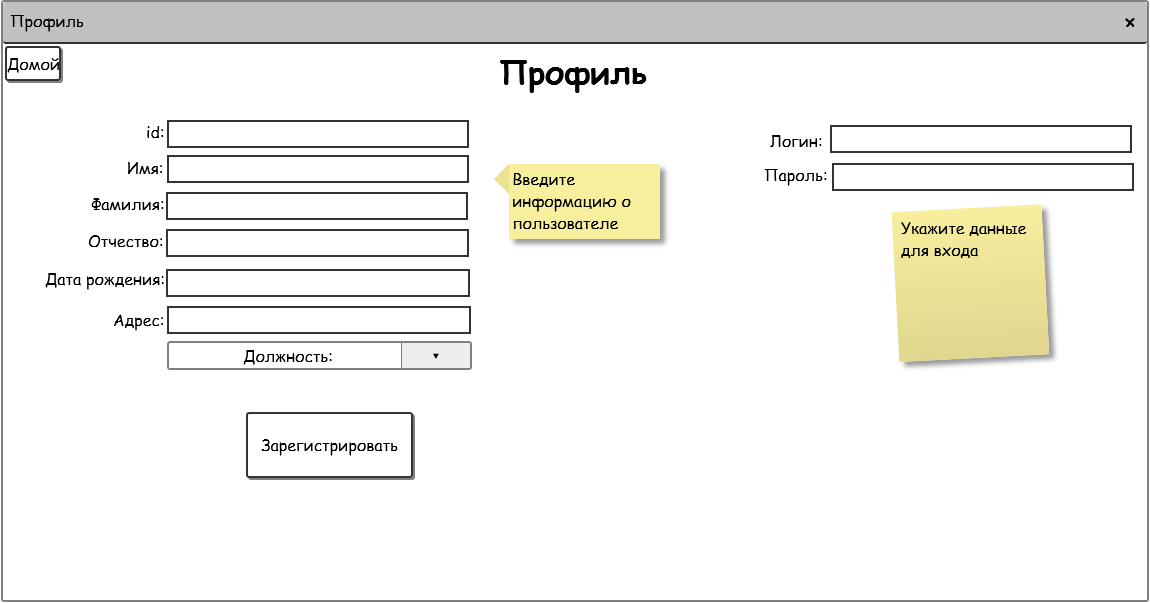 Профиль
×
Домой
Профиль
id:
Имя:
Фамилия:
Отчество:
Дата рождения:
Адрес:
Должность:
Зарегистрировать
Введите
информацию о
пользователе
Логин:
Пароль:
Укажите данные
для входа